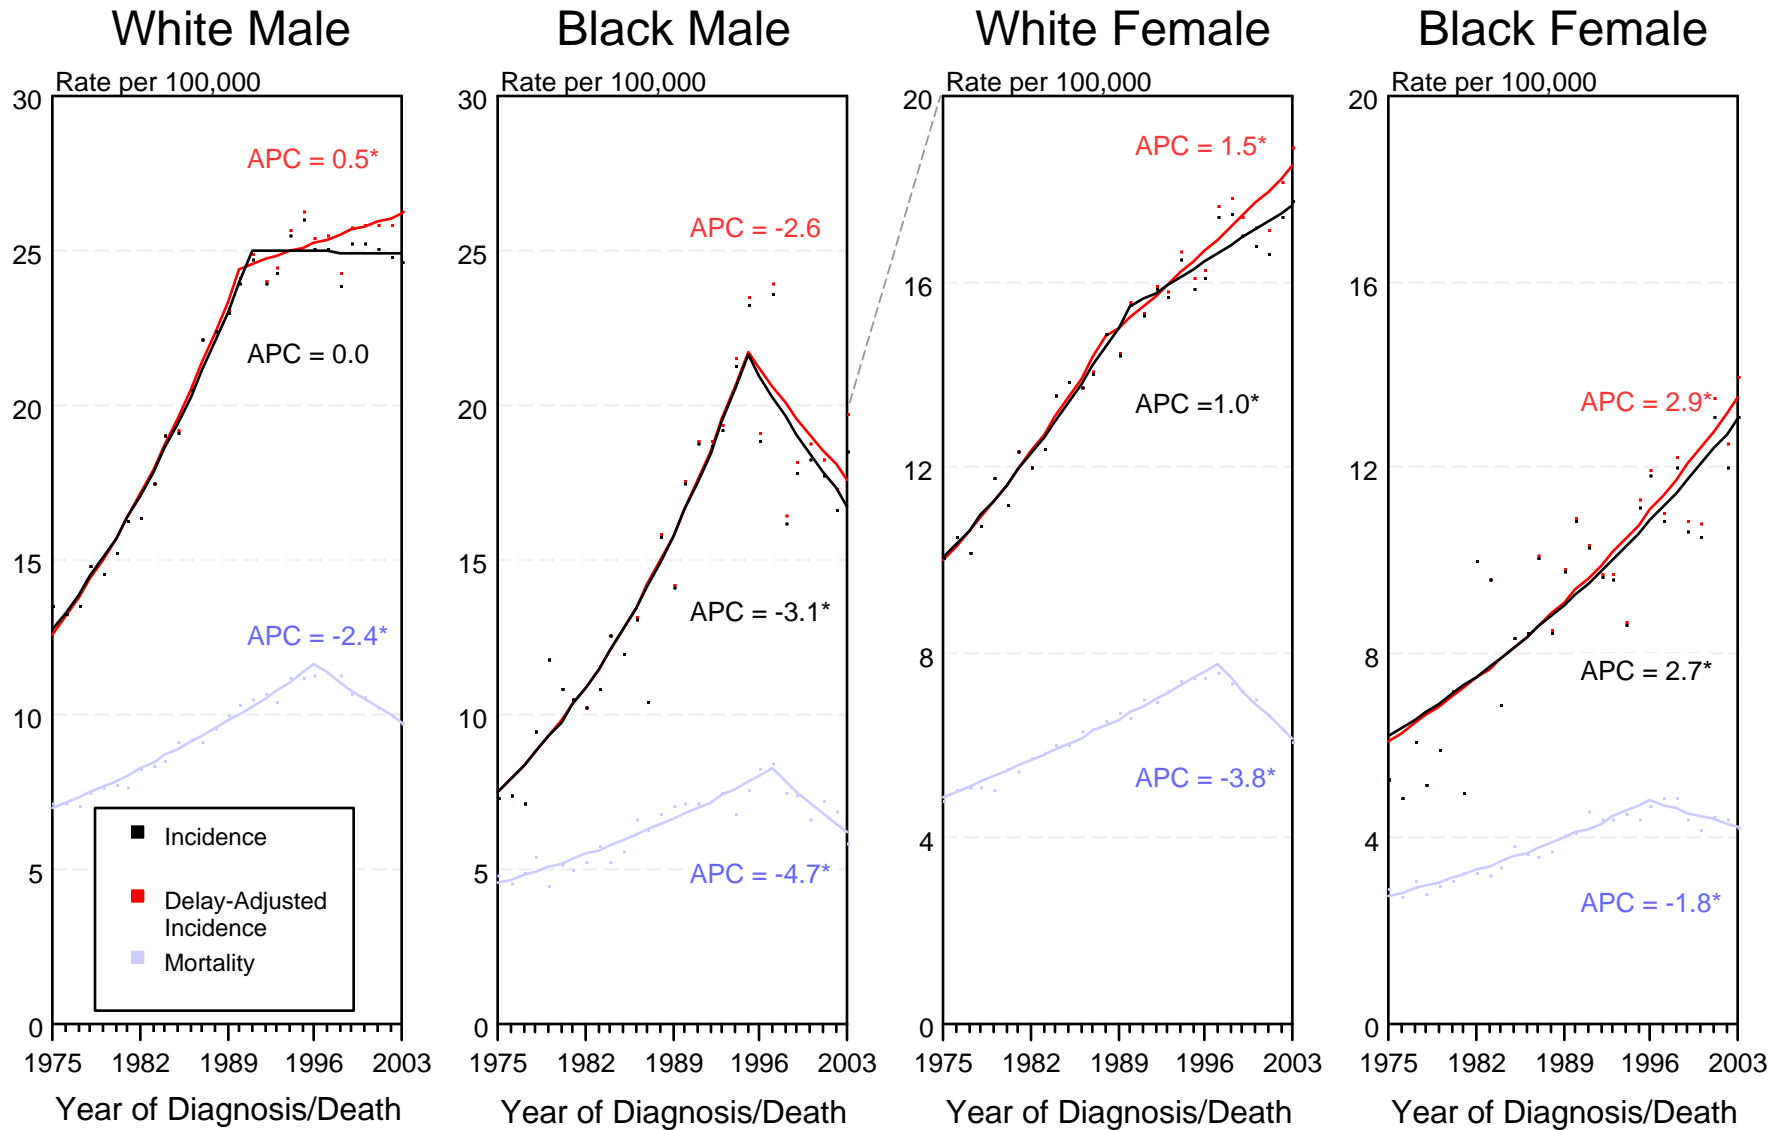 White Male
Rate per 100,000
30
25
20
15
10
5
0
APC = 0.5*
APC = 0.0
APC = -2.4*
Incidence
Delay-Adjusted
Incidence
Mortality
1975 1982 1989 1996 2003
Year of Diagnosis/Death
Black Male
Rate per 100,000
30
25
20
15
10
5
0
APC = -2.6
APC = -3.1*
APC = -4.7*
1975 1982 1989 1996 2003
Year of Diagnosis/Death
White Female
Rate per 100,000
20
16
12
8
4
0
APC = 1.5*
APC =1.0*
APC = -3.8*
1975 1982 1989 1996 2003
Year of Diagnosis/Death
Black Female
Rate per 100,000
20
16
12
8
4
0
APC = 2.9*
APC = 2.7*
APC = -1.8*
1975 1982 1989 1996 2003
Year of Diagnosis/Death